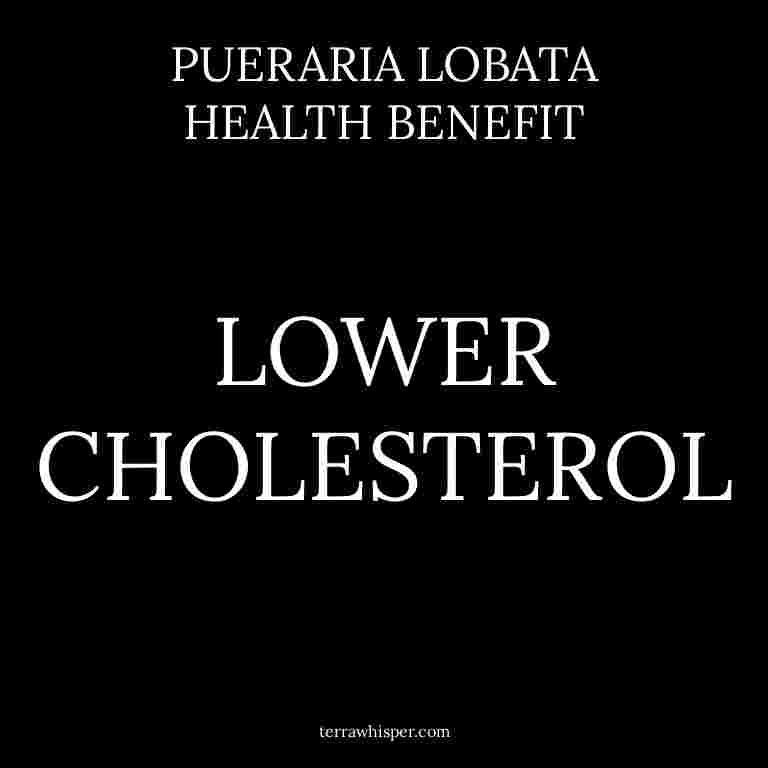 PUERARIA LOBATA
HEALTH BENEFIT
LOWER
CHOLESTEROL
terrawhisper.com